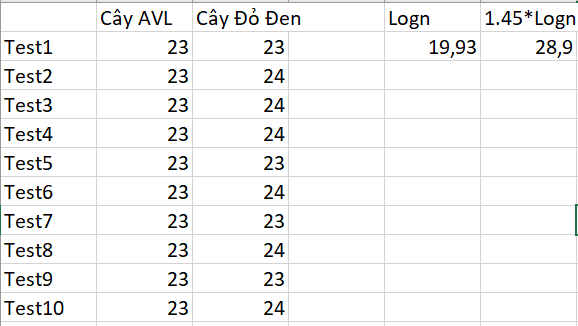 Cây AVL Cây Đỏ Đen Logn 1.45*Logn
Test1 23 23 19,93 28,9
Test2 23 24
Test3 23 24
Test4 23 24
Test5 23 23
Test6 23 24
Test7 23 23
Test8 23 24
Test9 23 23
Test10 23 24